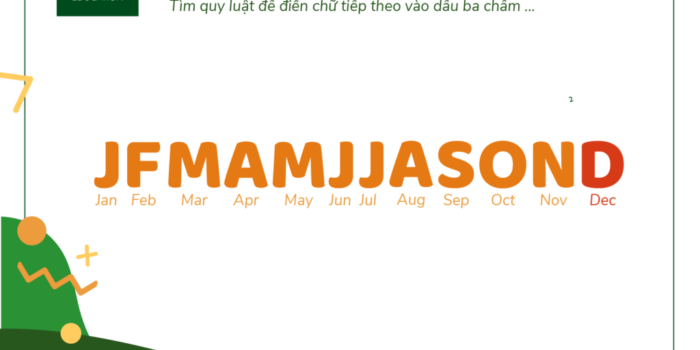 Tìm quy luật để điền chữ tiếp theo vào dấu ba chấm ...
JFMAMJJASOND
Jan Feb Mar Apr May Jun Jul Aug Sep Oct Nov Dec